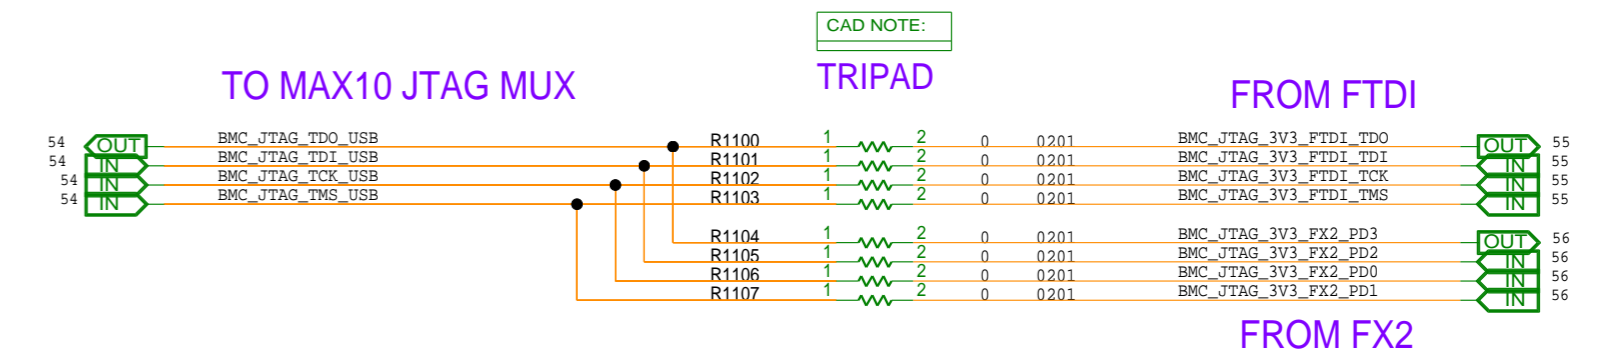 CAD NOTE:
TRIPAD
TO MAX10 JTAG MUX
FROM FTDI
54 OUT BMC_JTAG_TDO_USB R1100 1 2 0 0201 BMC_JTAG_3V3_FTDI_TDO OUT 55
54 IN BMC_JTAG_TDI_USB R1101 1 2 0 0201 BMC_JTAG_3V3_FTDI_TDI IN 55
54 IN BMC_JTAG_TCK_USB R1102 1 2 0 0201 BMC_JTAG_3V3_FTDI_TCK IN 55
54 IN BMC_JTAG_TMS_USB R1103 1 2 0 0201 BMC_JTAG_3V3_FTDI_TMS IN 55
R1104 1 2 0 0201 BMC_JTAG_3V3_FX2_PD3 OUT 56
R1105 1 2 0 0201 BMC_JTAG_3V3_FX2_PD2 IN 56
R1106 1 2 0 0201 BMC_JTAG_3V3_FX2_PD0 IN 56
R1107 1 2 0 0201 BMC_JTAG_3V3_FX2_PD1 IN 56
FROM FX2